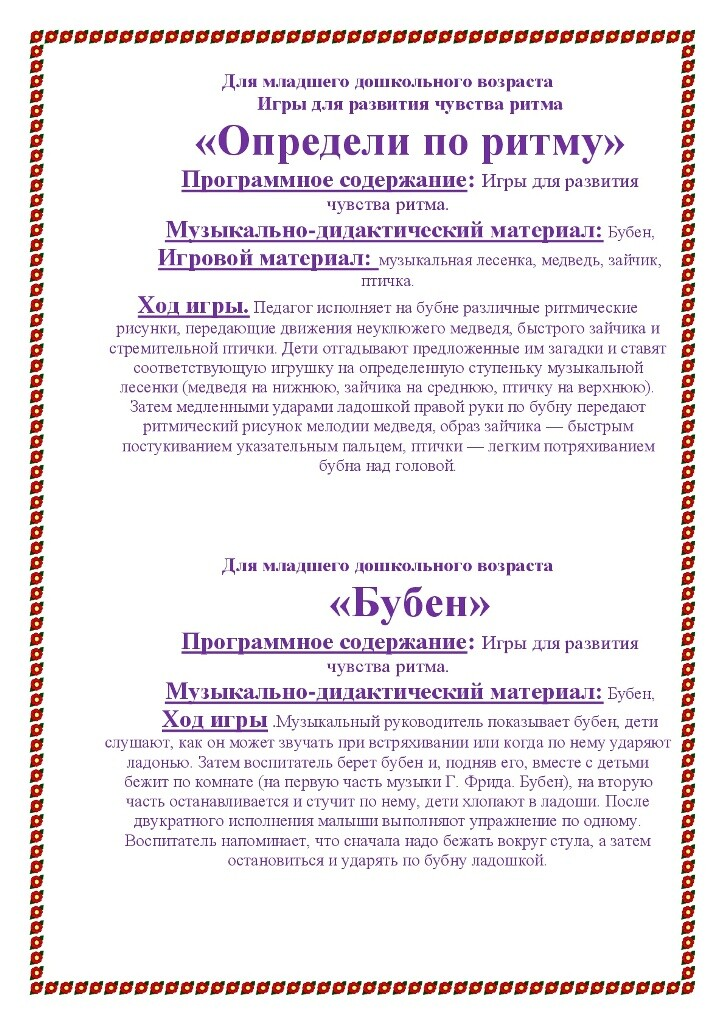 Для младшего дошкольного возраста
Игры для развития чувства ритма
«Определи по ритму»
Программное содержание: Игры для развития
чувства ритма.
Музыкально-дидактический материал: Бубен,
Игровой материал: музыкальная лесенка, медведь, зайчик,
птичка.
Ход игры. Педагог исполняет на бубне различные ритмические
рисунки, передающие движения неуклюжего медведя, быстрого зайчика и
стремительной птички. Дети отгадывают предложенные им загадки и ставят
соответствующую игрушку на определенную ступеньку музыкальной
лесенки (медведя на нижнюю, зайчика на среднюю, птичку на верхнюю).
Затем медленными ударами ладошкой правой руки по бубну передают
ритмический рисунок мелодии медведя, образ зайчика — быстрым
постукиванием указательным пальцем, птички — легким потряхиванием
бубна над головой.
Для младшего дошкольного возраста
«Бубен»
Программное содержание: Игры для развития
чувства ритма.
Музыкально-дидактический материал: Бубен,
Ход игры .Музыкальный руководитель показывает бубен, дети
слушают, как он может звучать при встряхивании или когда по нему ударяют
ладонью. Затем воспитатель берет бубен и, подняв его, вместе с детьми
бежит по комнате (на первую часть музыки Г. Фрида. Бубен), на вторую
часть останавливается и стучит по нему, дети хлопают в ладоши. После
двукратного исполнения малыши выполняют упражнение по одному.
Воспитатель напоминает, что сначала надо бежать вокруг стула, а затем
остановиться и ударять по бубну ладошкой.